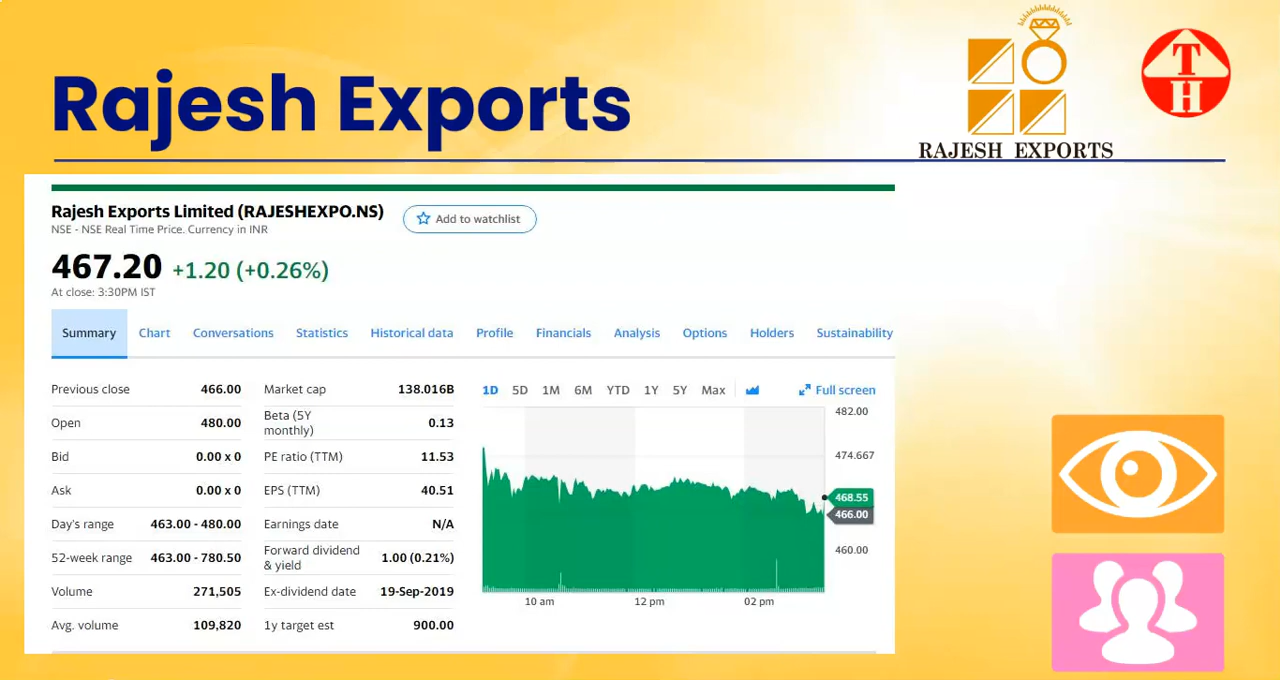 Rajesh Exports
RAJESH EXPORTS
T
H
Rajesh Exports Limited (RAJESHEXPO.NS)
Add to watchlist
NSE - NSE Real Time Price. Currency in INR
467.20 +1.20 (+0.26%)
At close: 3:30PM IST
Summary Chart Conversations Statistics Historical data Profile Financials Analysis Options Holders Sustainability
Previous close 466.00
Open 480.00
Bid 0.00 x 0
Ask 0.00 x 0
Day's range 463.00 - 480.00
52-week range 463.00 - 780.50
Volume 271,505
Avg. volume 109,820
Market cap 138.016B
Beta (5Y
monthly) 0.13
PE ratio (TTM) 11.53
EPS (TTM) 40.51
Earnings date N/A
Forward dividend
& yield 1.00 (0.21%)
Ex-dividend date 19-Sep-2019
1y target est 900.00
1D 5D 1M 6M YTD 1Y 5Y Max Full screen
482.00
474.667
468.55
466.00
460.00
10 am 12 pm 02 pm